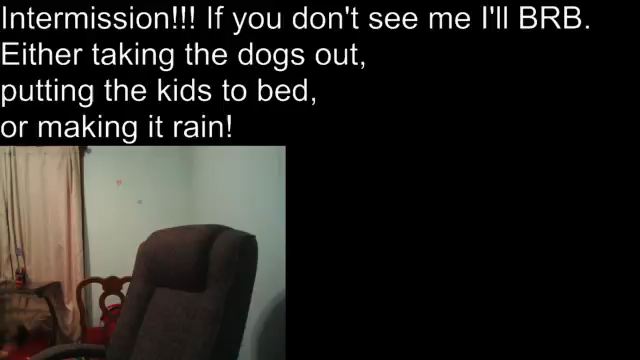 Intermission!!! If you don't see me I'll BRB.
Either taking the dogs out,
putting the kids to bed,
or making it rain!